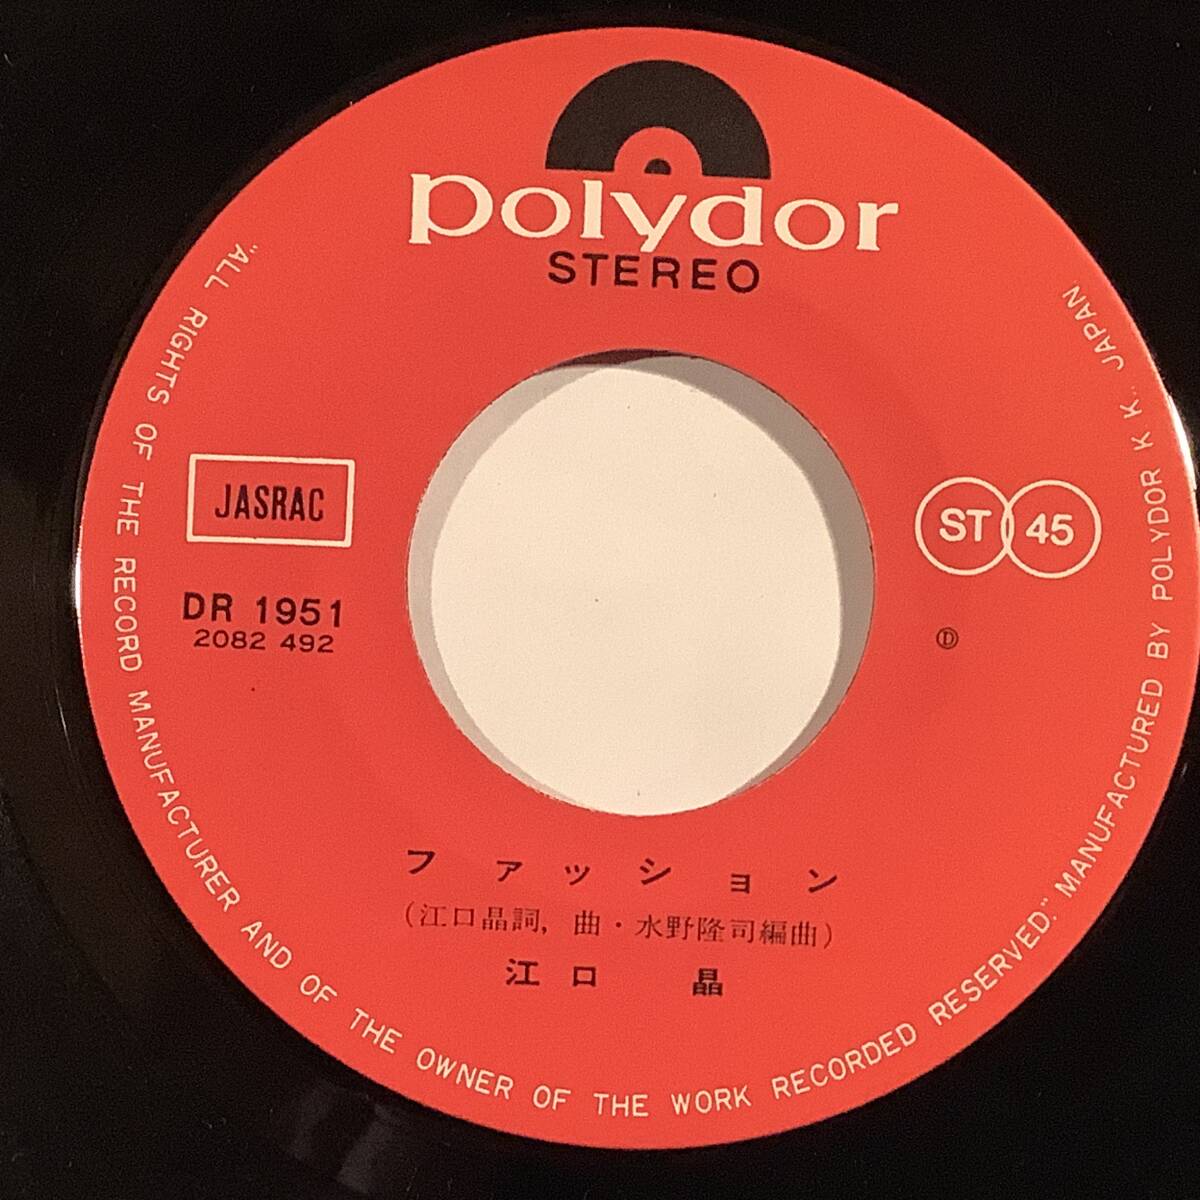 polydor
STEREO
JASRAC
DR 1951
2082 492
ST 45
Ⓓ
ファッション
(江口晶詞, 曲・水野隆司編曲)
江口 晶
"ALL RIGHTS OF THE RECORD MANUFACTURER AND OF THE OWNER OF THE WORK RECORDED RESERVED." MANUFACTURED BY POLYDOR K K., JAPAN